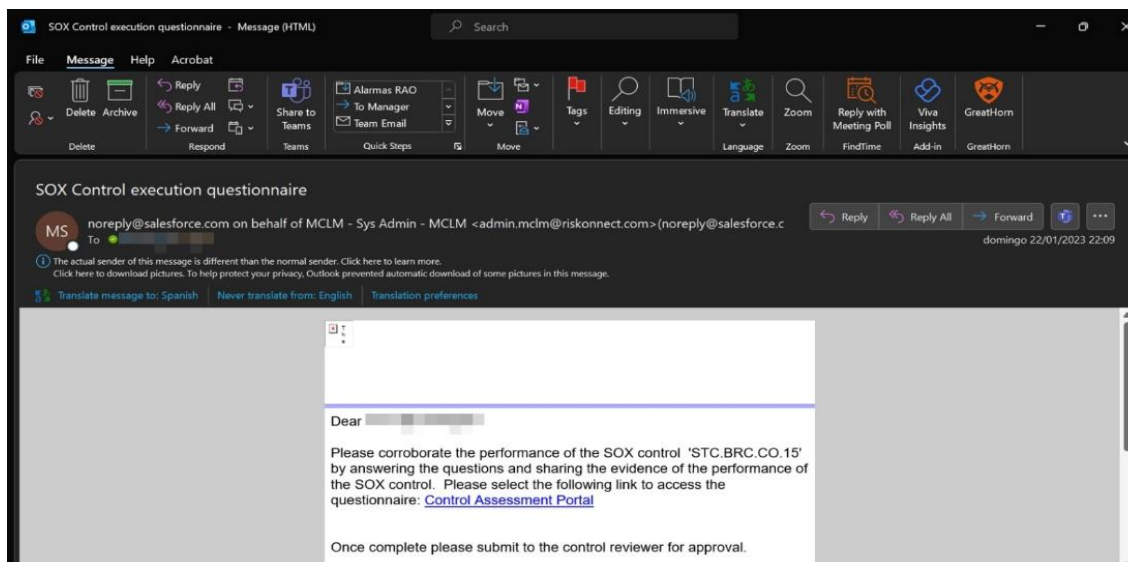 SOX Control execution questionnaire - Message (HTML)
Search
File Message Help Acrobat
Delete Archive
Reply
Reply All
Forward
Share to Teams
Alarmas RAO
To Manager
Team Email
Move
Tags
Editing
Immersive
Translate
Zoom
Reply with Meeting Poll
Viva Insights
GreatHorn
Delete Respond Teams Quick Steps Move Language Zoom FindTime Add-in GreatHorn
SOX Control execution questionnaire
MS
noreply@salesforce.com on behalf of MCLM - Sys Admin - MCLM <admin.mclm@riskonnect.com>(noreply@salesforce.c
To
Reply Reply All Forward
domingo 22/01/2023 22:09
The actual sender of this message is different than the normal sender. Click here to learn more.
Click here to download pictures. To help protect your privacy, Outlook prevented automatic download of some pictures in this message.
Translate message to: Spanish Never translate from: English Translation preferences
Dear
Please corroborate the performance of the SOX control 'STC.BRC.CO.15'
by answering the questions and sharing the evidence of the performance of
the SOX control. Please select the following link to access the
questionnaire: Control Assessment Portal
Once complete please submit to the control reviewer for approval.